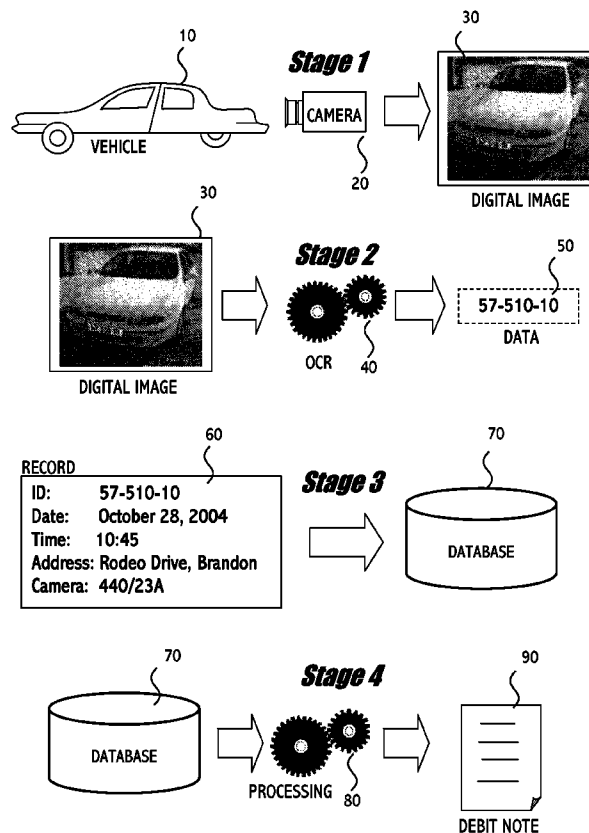 10
Stage 1
30
CAMERA
VEHICLE
20
DIGITAL IMAGE
30
Stage 2
50
57-510-10
OCR
40
DATA
DIGITAL IMAGE
60
70
RECORD
Stage 3
ID: 57-510-10
Date: October 28, 2004
Time: 10:45
Address: Rodeo Drive, Brandon
Camera: 440/23A
DATABASE
70
Stage 4
90
DATABASE
PROCESSING
80
DEBIT NOTE